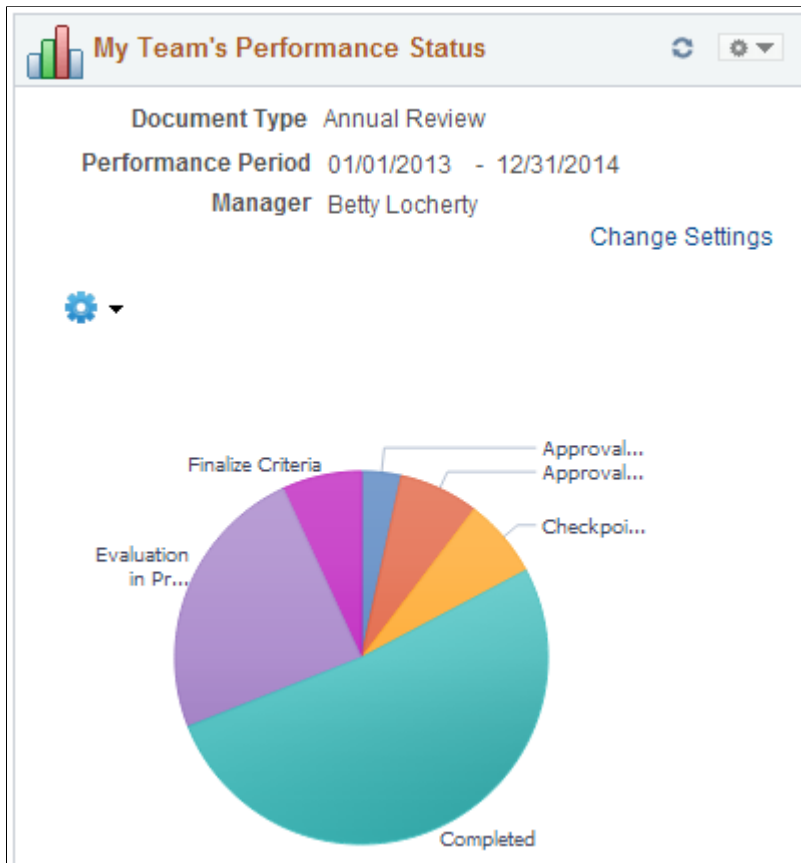 My Team's Performance Status
Document Type Annual Review
Performance Period 01/01/2013 - 12/31/2014
Manager Betty Locherty
Change Settings
Approval...
Finalize Criteria
Approval...
Checkpoi...
Evaluation
in Pr...
Completed